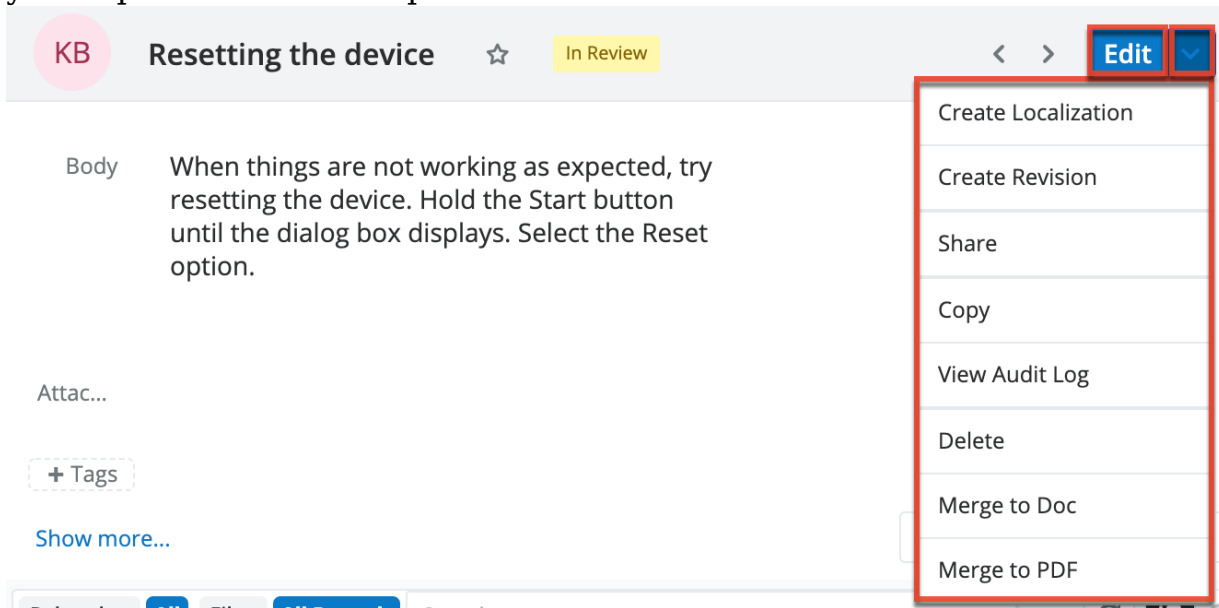 KB
Resetting the device
In Review
Edit
Create Localization
Body
When things are not working as expected, try
resetting the device. Hold the Start button
until the dialog box displays. Select the Reset
option.
Create Revision
Share
Copy
View Audit Log
Attac...
Delete
+ Tags
Merge to Doc
Show more...
Merge to PDF
All